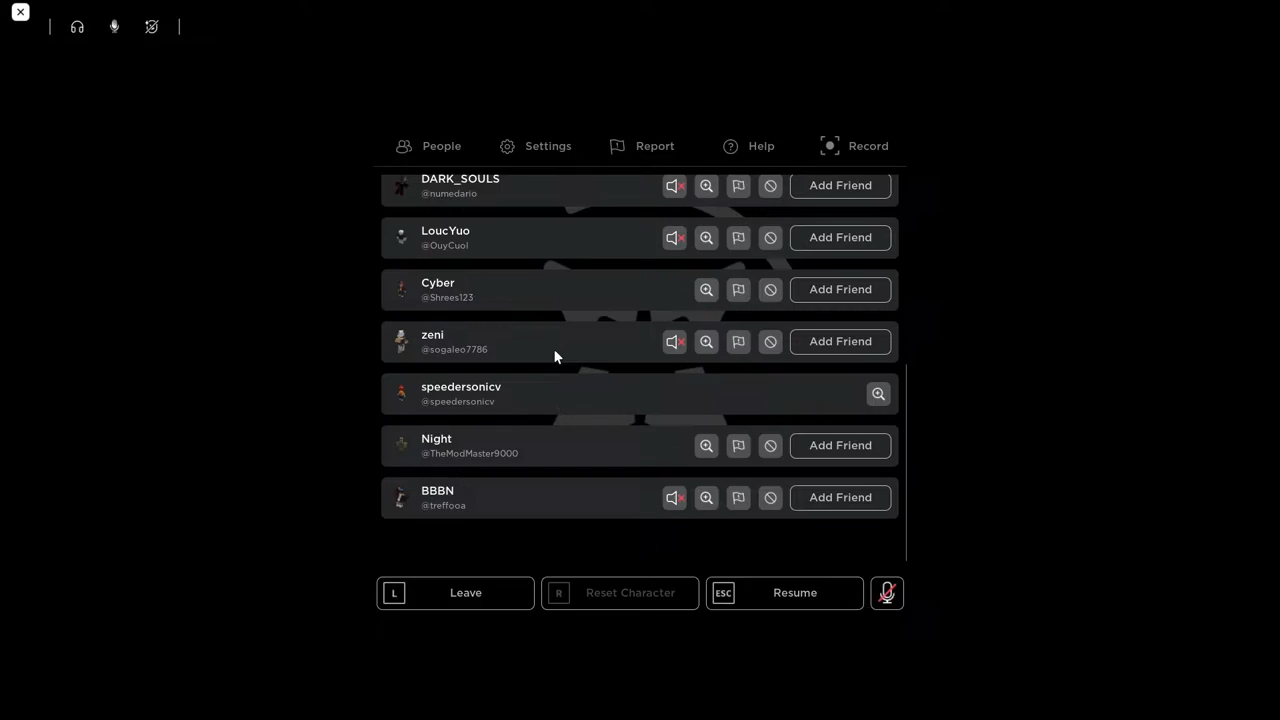 People Settings Report Help Record
DARK_SOULS
@numedario
Add Friend
LoucYuo
@OuyCuol
Add Friend
Cyber
@Shrees123
Add Friend
zeni
@sogaleo7786
Add Friend
speedersonicv
@speedersonicv
Night
@TheModMaster9000
Add Friend
BBBN
@treffooa
Add Friend
L Leave R Reset Character ESC Resume